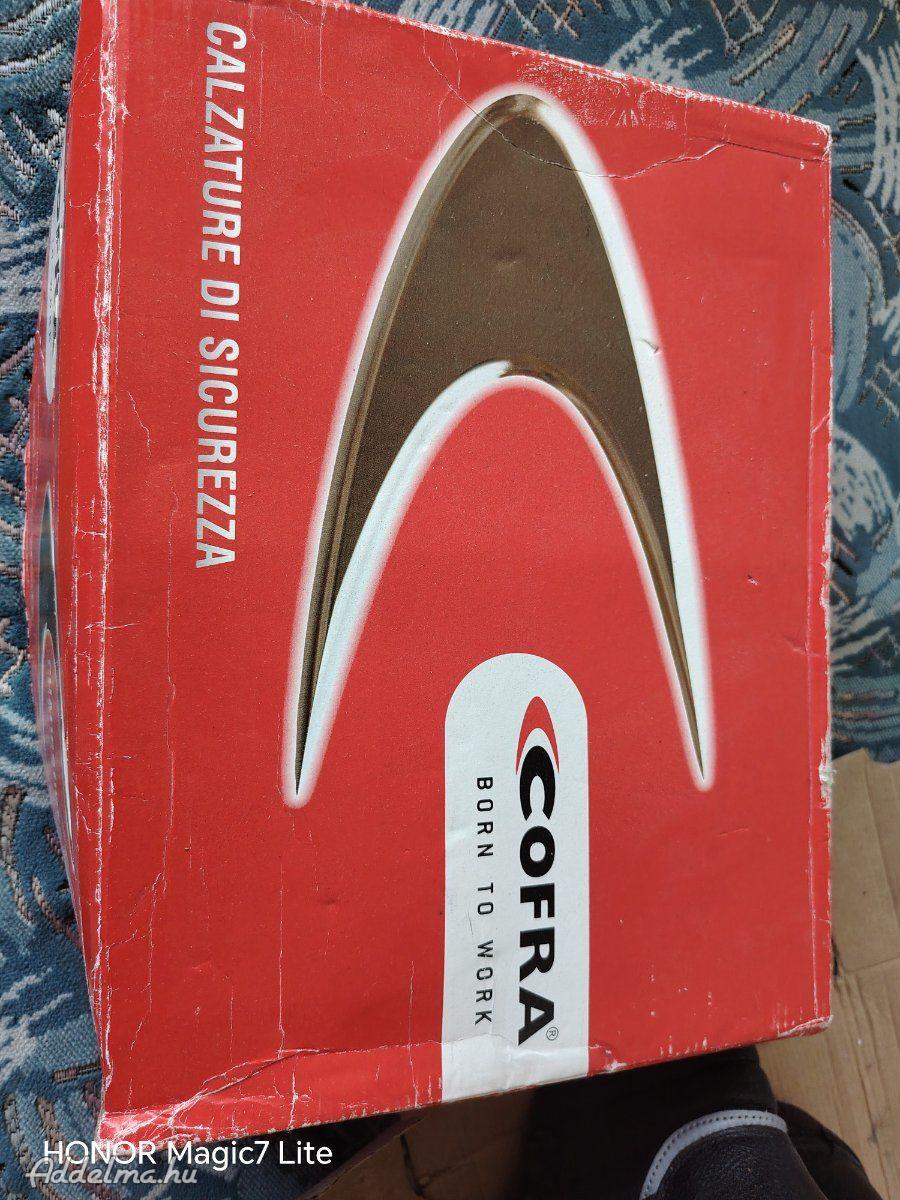 CALZATURE DI SICUREZZA
COFRA®
BORN TO WORK
HONOR Magic7 Lite
Addelma.hu